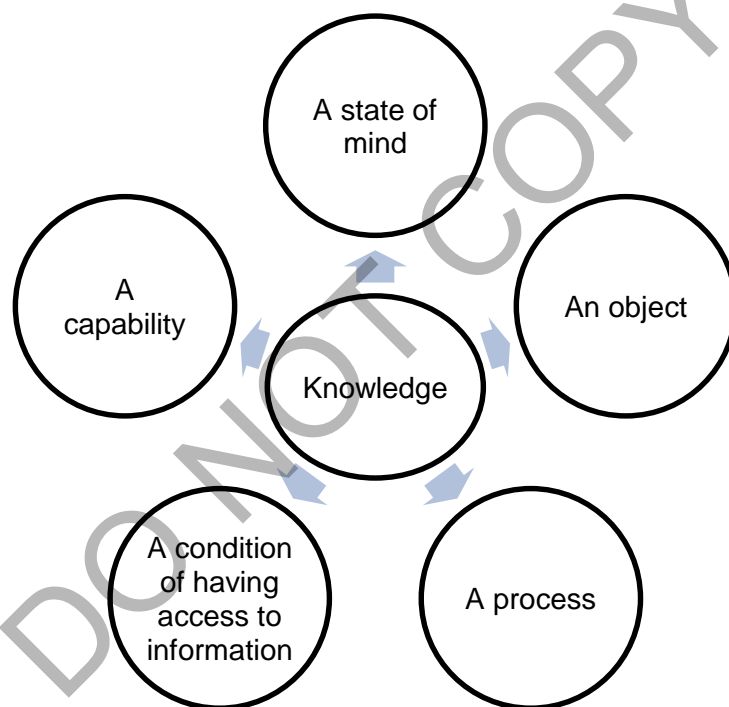 A state of
mind
A
capability
An object
Knowledge
A condition
of having
access to
information
A process
DO NOT COPY